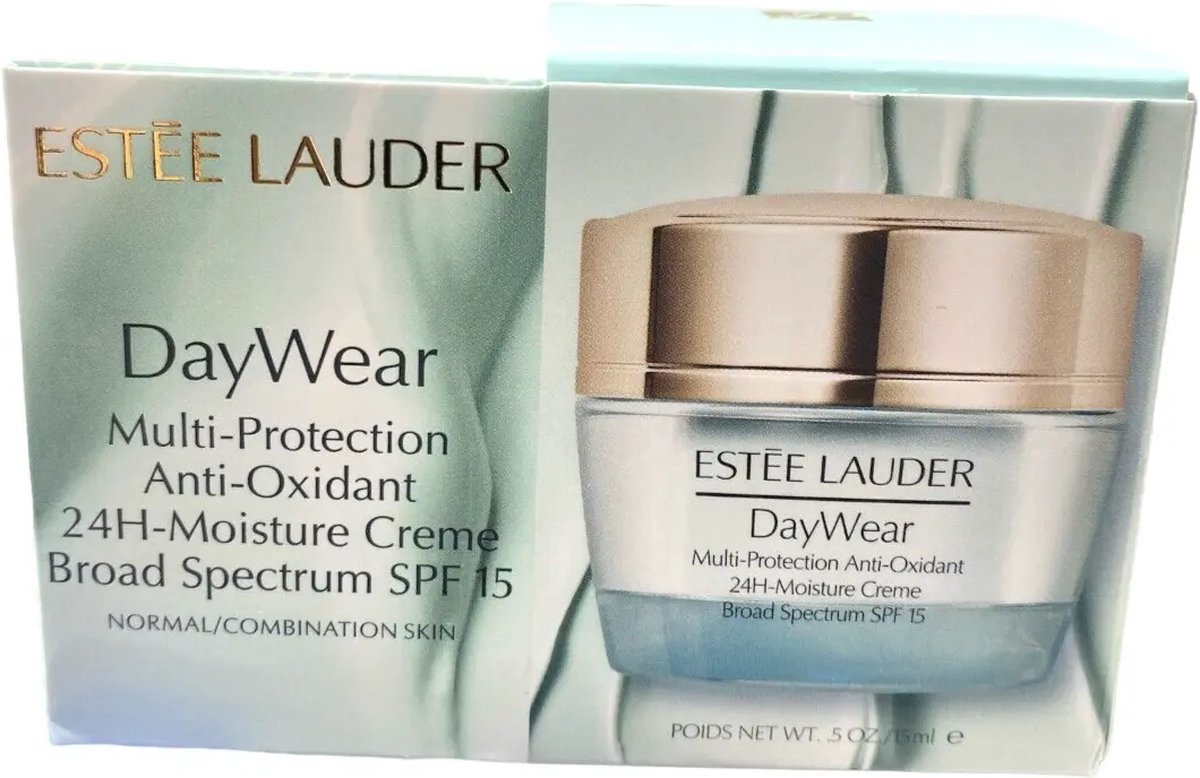 ESTĒE LAUDER
DayWear
Multi-Protection
Anti-Oxidant
24H-Moisture Creme
Broad Spectrum SPF 15
NORMAL/COMBINATION SKIN
ESTĒE LAUDER
DayWear
Multi-Protection Anti-Oxidant
24H-Moisture Creme
Broad Spectrum SPF 15
POIDS NET WT. .5 OZ./15ml ℮